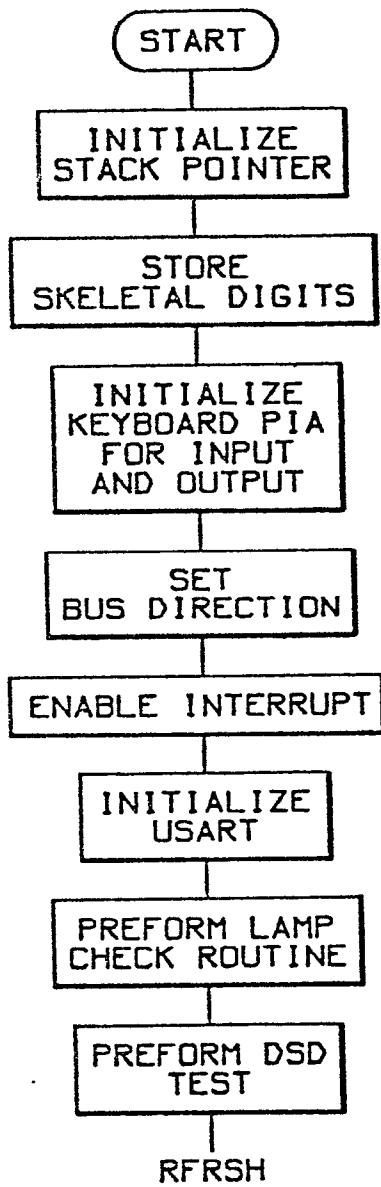 START
INITIALIZE
STACK POINTER
STORE
SKELETAL DIGITS
INITIALIZE
KEYBOARD PIA
FOR INPUT
AND OUTPUT
SET
BUS DIRECTION
ENABLE INTERRUPT
INITIALIZE
USART
PREFORM LAMP
CHECK ROUTINE
PREFORM DSD
TEST
RFRSH